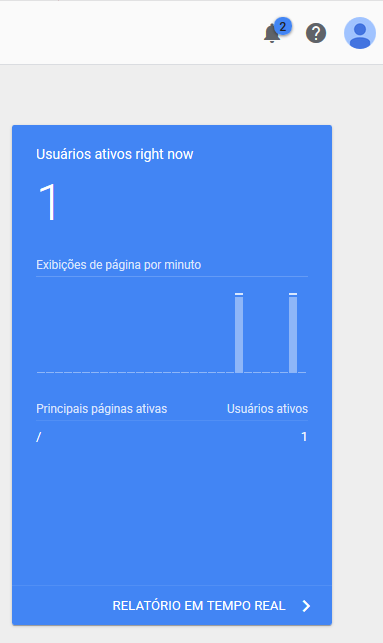 2
Usuários ativos right now
1
Exibições de página por minuto
Principais páginas ativas Usuários ativos
/ 1
RELATÓRIO EM TEMPO REAL